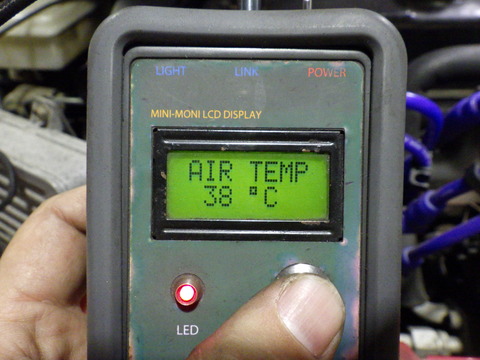 LIGHT LINK POWER
MINI-MONI LCD DISPLAY
AIR TEMP
38 °C
LED